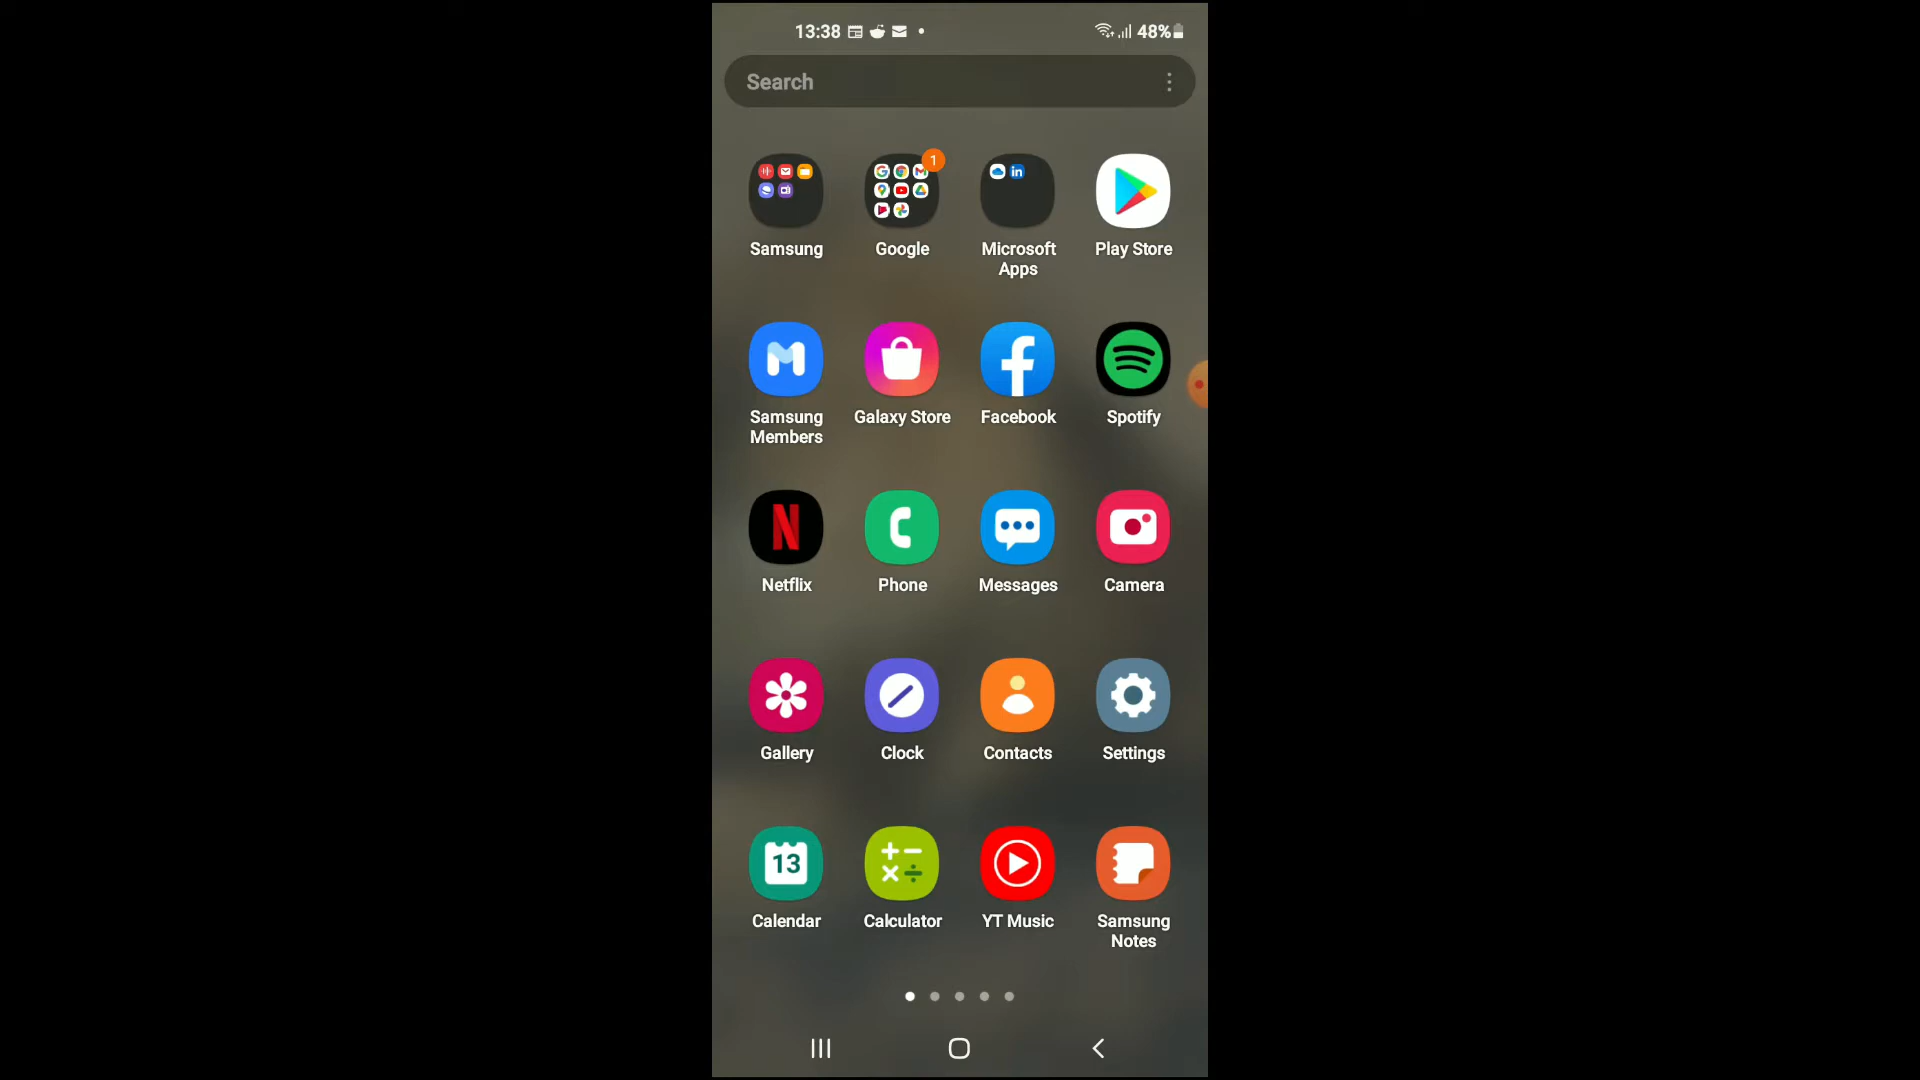 13:38
48%
Search
1
Samsung
Google
Microsoft
Apps
Play Store
Samsung
Members
Galaxy Store
Facebook
Spotify
Netflix
Phone
Messages
Camera
Gallery
Clock
Contacts
Settings
13
Calendar
Calculator
YT Music
Samsung
Notes